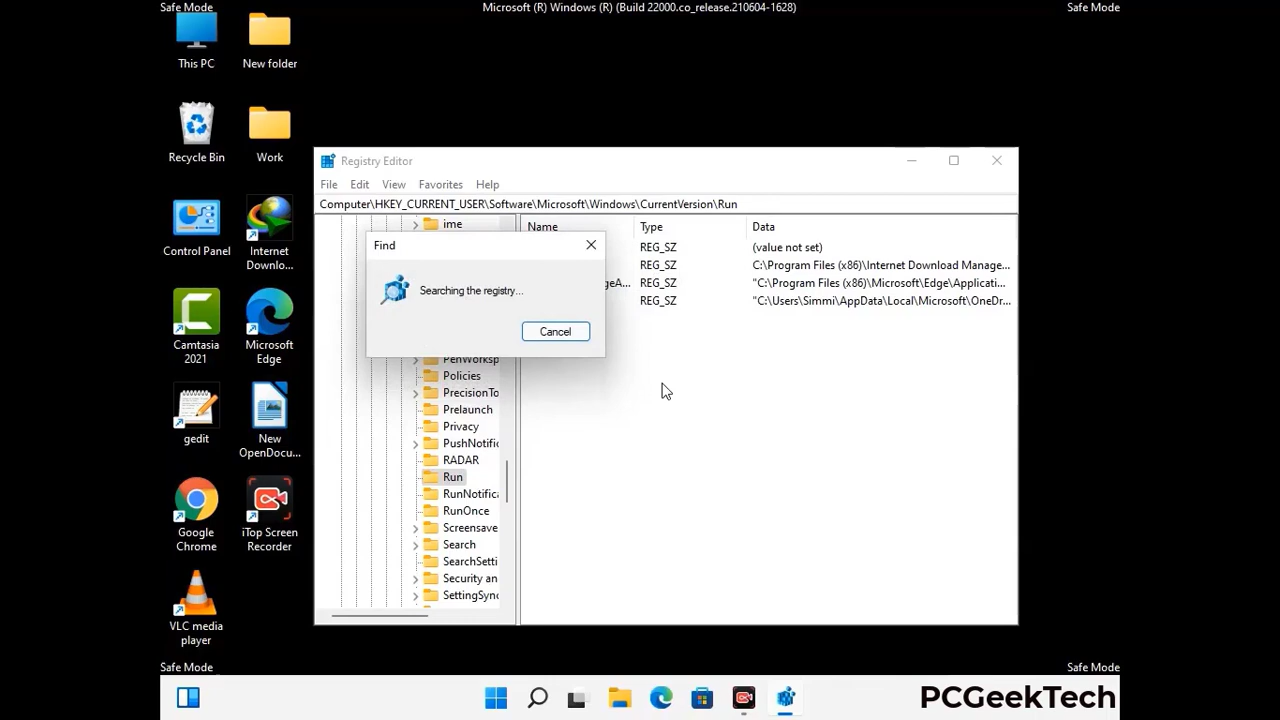 Safe Mode
Microsoft (R) Windows (R) (Build 22000.co_release.210604-1628)
Safe Mode
This PC
New folder
Recycle Bin
Work
Control Panel
Internet
Downlo...
Camtasia
2021
Microsoft
Edge
gedit
New
OpenDocu...
Google
Chrome
iTop Screen
Recorder
VLC media
player
Registry Editor
File Edit View Favorites Help
Computer\HKEY_CURRENT_USER\Software\Microsoft\Windows\CurrentVersion\Run
ime
Find
Searching the registry...
Cancel
PenWorksp
Policies
PrecisionTo
Prelaunch
Privacy
PushNotific
RADAR
Run
RunNotifica
RunOnce
Screensave
Search
SearchSetti
Security an
SettingSync
Name Type Data
REG_SZ (value not set)
REG_SZ C:\Program Files (x86)\Internet Download Manage...
geA... REG_SZ "C:\Program Files (x86)\Microsoft\Edge\Applicati...
REG_SZ "C:\Users\Simmi\AppData\Local\Microsoft\OneDr...
Safe Mode
Safe Mode
PCGeekTech